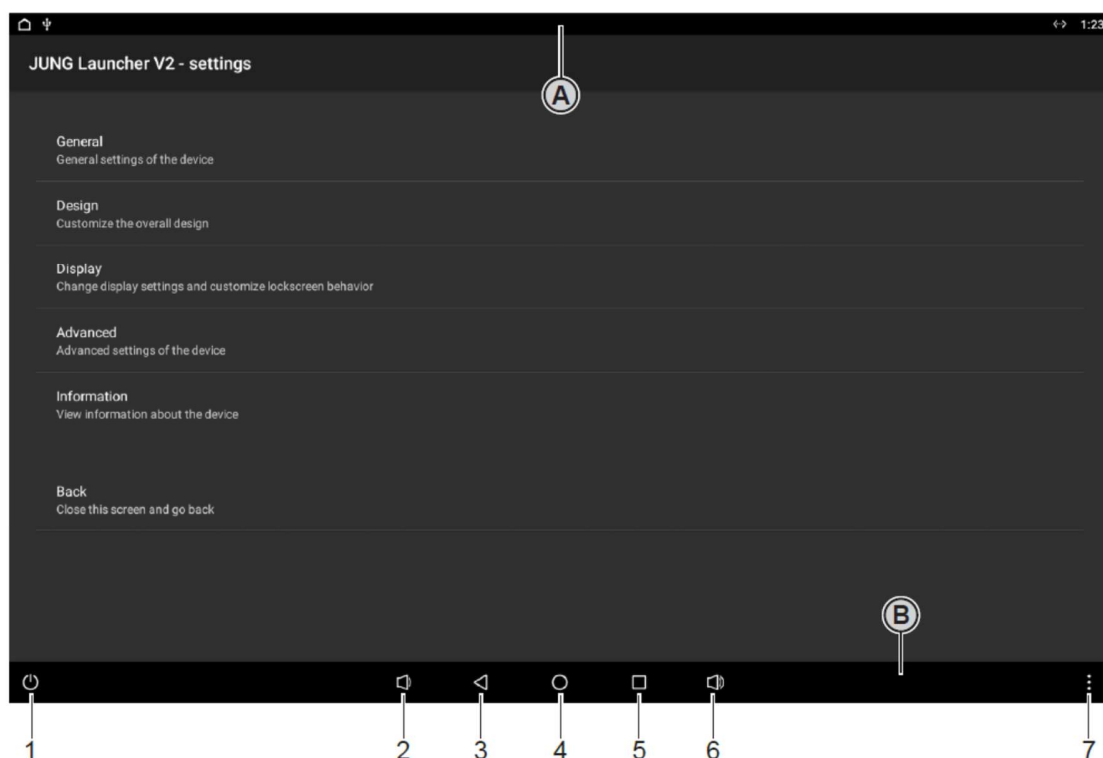 1:23
JUNG Launcher V2 - settings
A
General
General settings of the device
Design
Customize the overall design
Display
Change display settings and customize lockscreen behavior
Advanced
Advanced settings of the device
Information
View information about the device
Back
Close this screen and go back
B
1 2 3 4 5 6 7